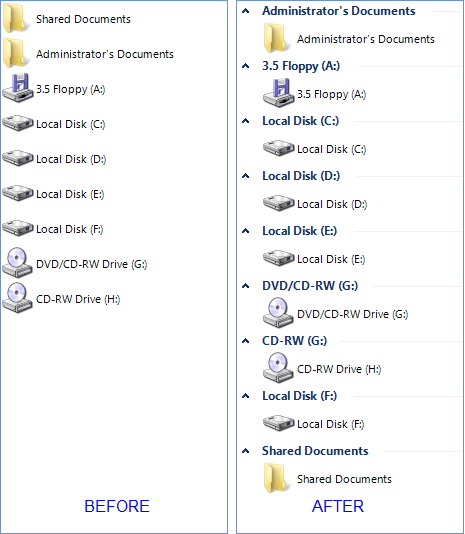 Shared Documents
Administrator's Documents
3.5 Floppy (A:)
Local Disk (C:)
Local Disk (D:)
Local Disk (E:)
Local Disk (F:)
DVD/CD-RW Drive (G:)
CD-RW Drive (H:)
BEFORE
Administrator's Documents
Administrator's Documents
3.5 Floppy (A:)
3.5 Floppy (A:)
Local Disk (C:)
Local Disk (C:)
Local Disk (D:)
Local Disk (D:)
Local Disk (E:)
Local Disk (E:)
DVD/CD-RW (G:)
DVD/CD-RW Drive (G:)
CD-RW (G:)
CD-RW Drive (H:)
Local Disk (F:)
Local Disk (F:)
Shared Documents
Shared Documents
AFTER